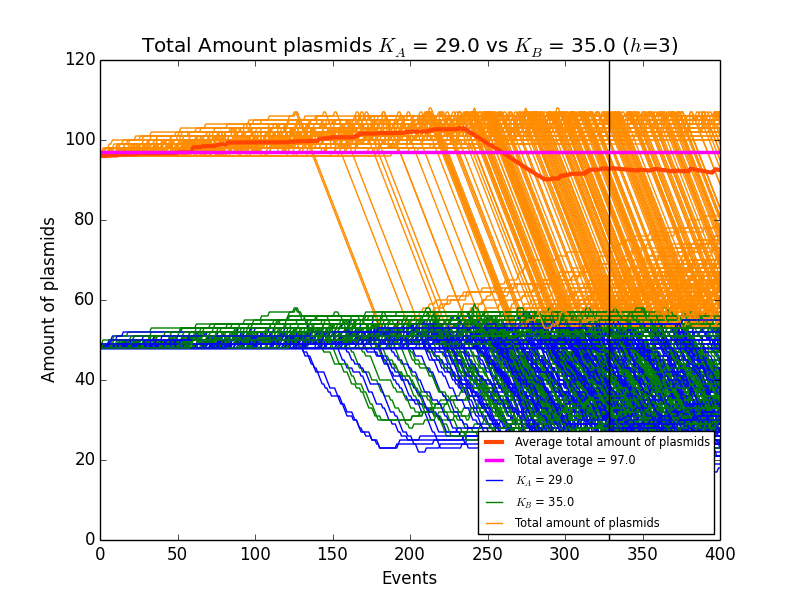 Total Amount plasmids K_A = 29.0 vs K_B = 35.0 (h=3)
120
100
80
60
40
20
0
Amount of plasmids
Average total amount of plasmids
Total average = 97.0
K_A = 29.0
K_B = 35.0
Total amount of plasmids
0 50 100 150 200 250 300 350 400
Events